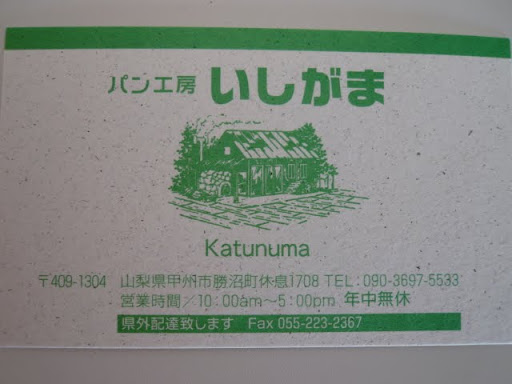 パン工房 いしがま
Katunuma
〒409-1304 山梨県甲州市勝沼町休息1708 TEL:090-3697-5533
営業時間/10:00am～5:00pm 年中無休
県外配達致します Fax 055-223-2367